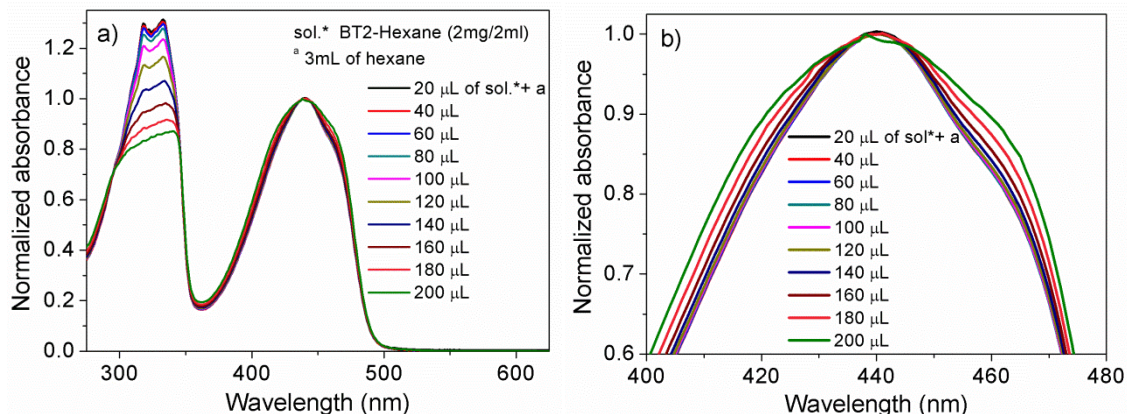 a)
sol.* BT2-Hexane (2mg/2ml)
a 3mL of hexane
20 μL of sol.*+ a
40 μL
60 μL
80 μL
100 μL
120 μL
140 μL
160 μL
180 μL
200 μL
Normalized absorbance
1.2
1.0
0.8
0.6
0.4
0.2
0.0
300 400 500 600
Wavelength (nm)
b)
20 μL of sol*+ a
40 μL
60 μL
80 μL
100 μL
120 μL
140 μL
160 μL
180 μL
200 μL
Normalized absorbance
1.0
0.9
0.8
0.7
0.6
400 420 440 460 480
Wavelength (nm)